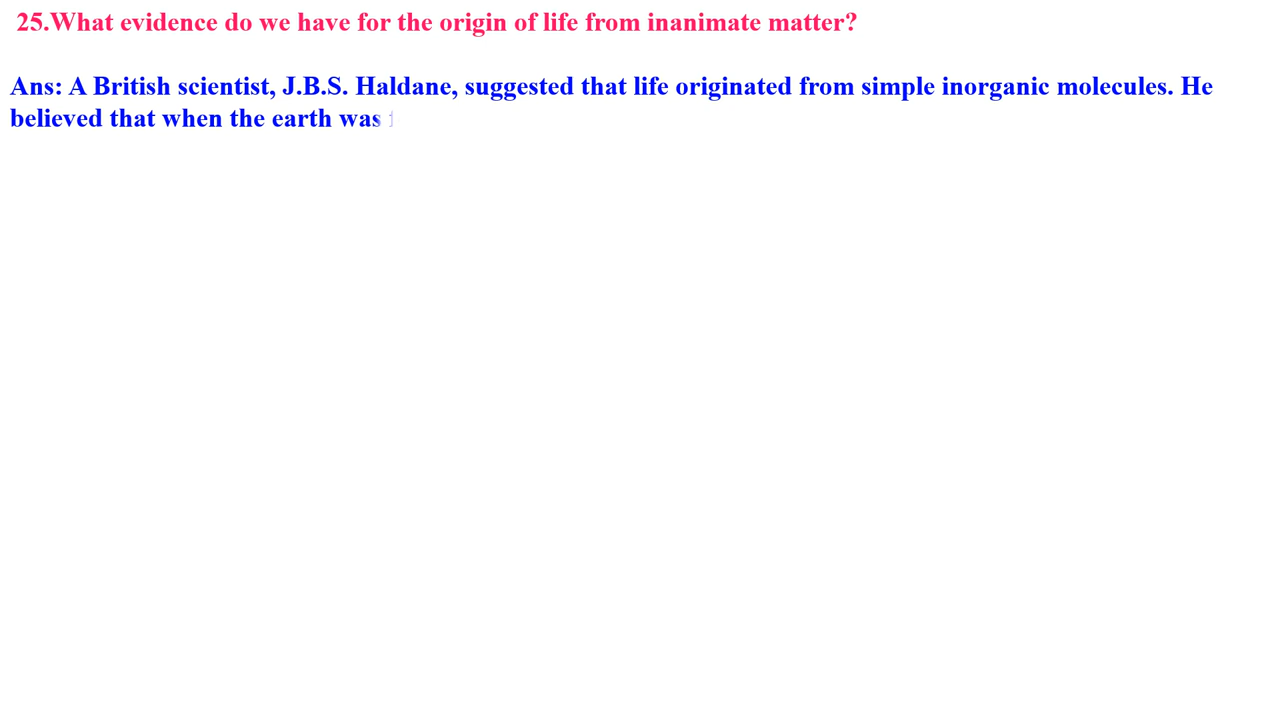 25.What evidence do we have for the origin of life from inanimate matter?
Ans: A British scientist, J.B.S. Haldane, suggested that life originated from simple inorganic molecules. He
believed that when the earth was